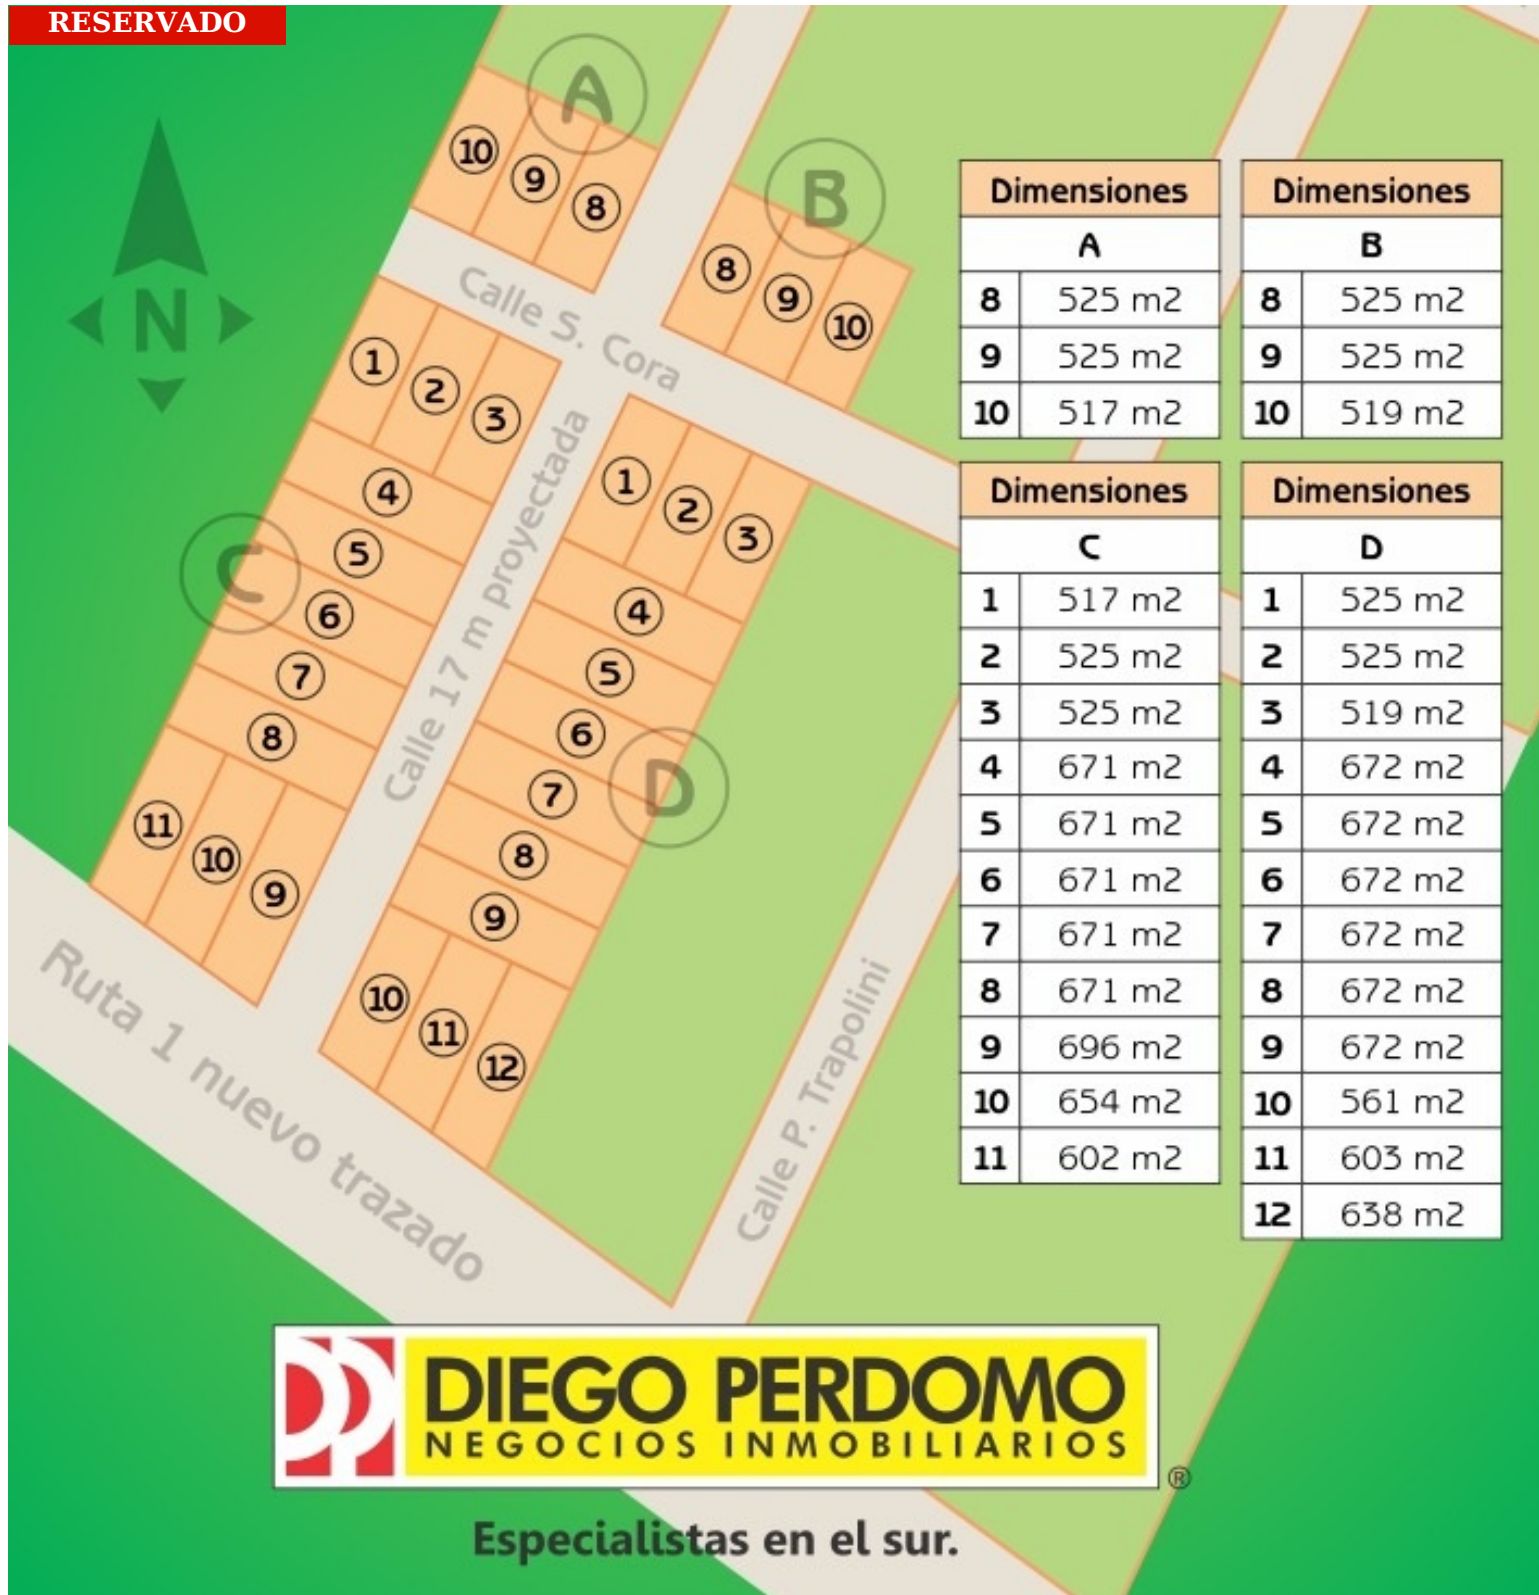 RESERVADO
A
10
9
8
B
8
9
10
N
Calle S. Cora
1
2
3
4
5
6
7
8
11
10
9
C
Calle 17 m proyectada
1
2
3
4
5
6
7
8
9
10
11
12
D
Calle P. Trapolini
Ruta 1 nuevo trazado
Dimensiones
A
8 525 m2
9 525 m2
10 517 m2
Dimensiones
B
8 525 m2
9 525 m2
10 519 m2
Dimensiones
C
1 517 m2
2 525 m2
3 525 m2
4 671 m2
5 671 m2
6 671 m2
7 671 m2
8 671 m2
9 696 m2
10 654 m2
11 602 m2
Dimensiones
D
1 525 m2
2 525 m2
3 519 m2
4 672 m2
5 672 m2
6 672 m2
7 672 m2
8 672 m2
9 672 m2
10 561 m2
11 603 m2
12 638 m2
DIEGO PERDOMO
NEGOCIOS INMOBILIARIOS
®
Especialistas en el sur.